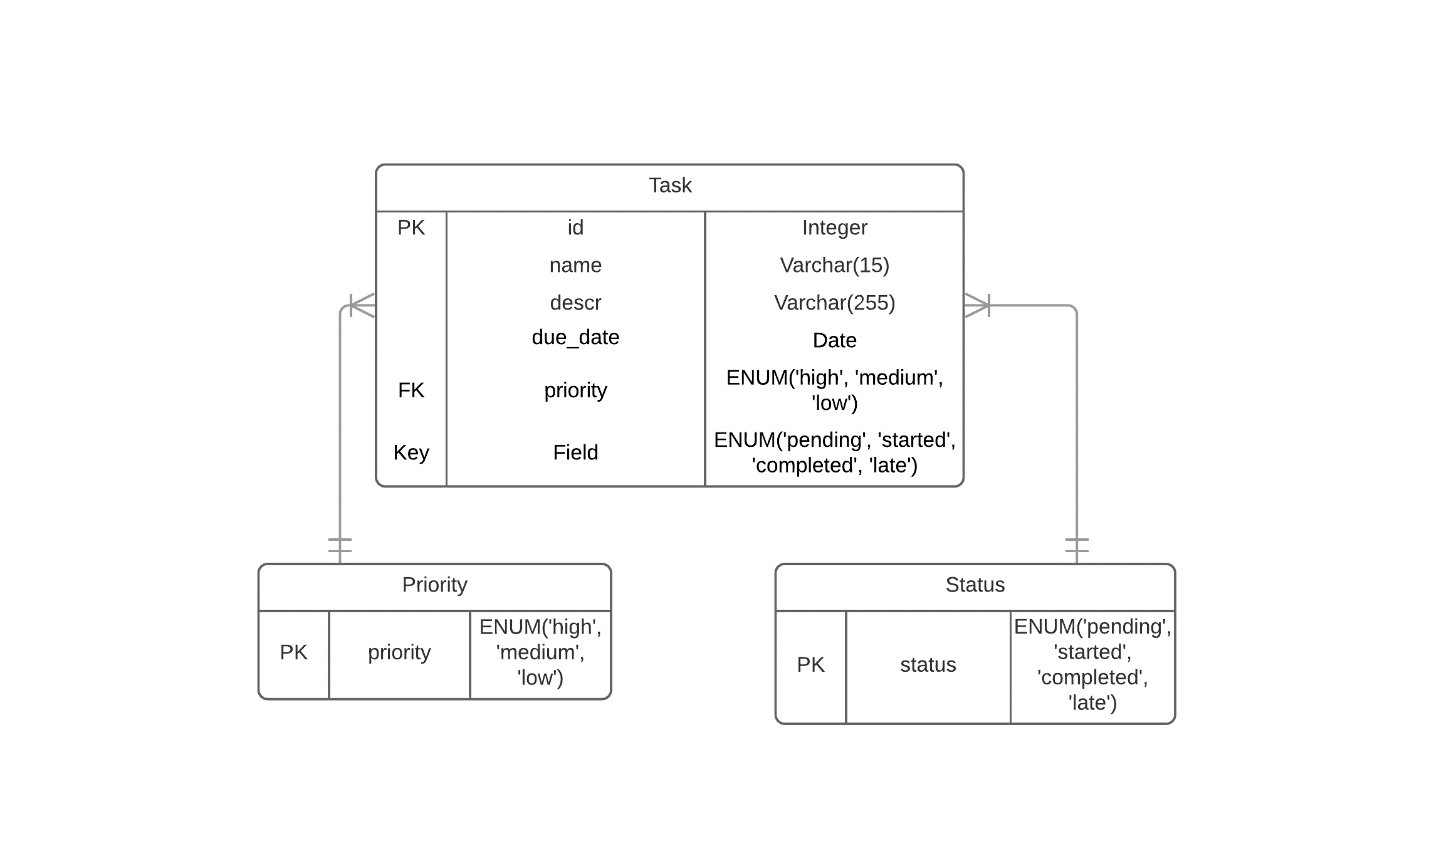 Task
PK id Integer
name Varchar(15)
descr Varchar(255)
due_date Date
FK priority ENUM('high', 'medium',
'low')
Key Field ENUM('pending', 'started',
'completed', 'late')
Priority
PK priority ENUM('high',
'medium',
'low')
Status
PK status ENUM('pending',
'started',
'completed',
'late')